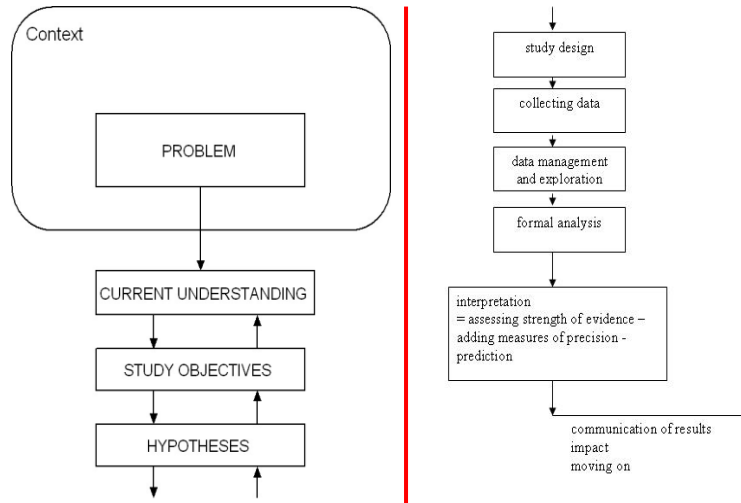 Context
PROBLEM
CURRENT UNDERSTANDING
STUDY OBJECTIVES
HYPOTHESES
study design
collecting data
data management
and exploration
formal analysis
interpretation
= assessing strength of evidence –
adding measures of precision -
prediction
communication of results
impact
moving on